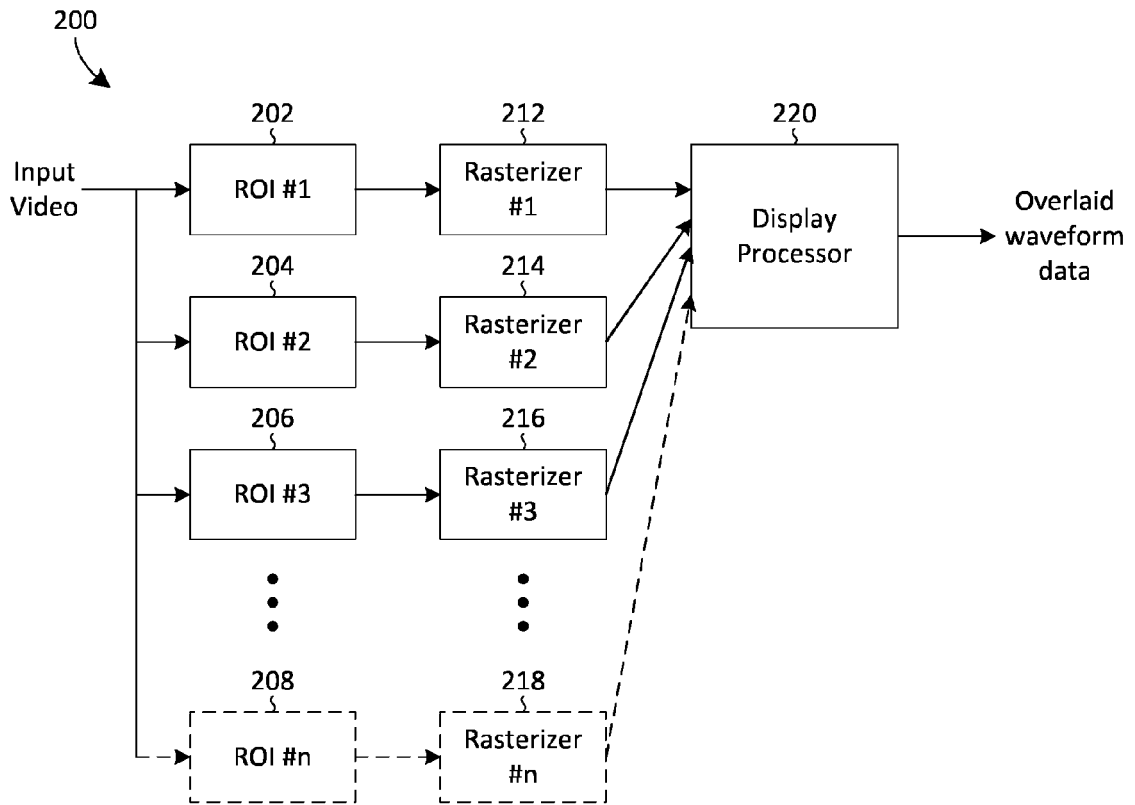 200
202
212
220
Input
Video
ROI #1
Rasterizer
#1
Display
Processor
Overlaid
waveform
data
204
214
ROI #2
Rasterizer
#2
206
216
ROI #3
Rasterizer
#3
208
218
ROI #n
Rasterizer
#n